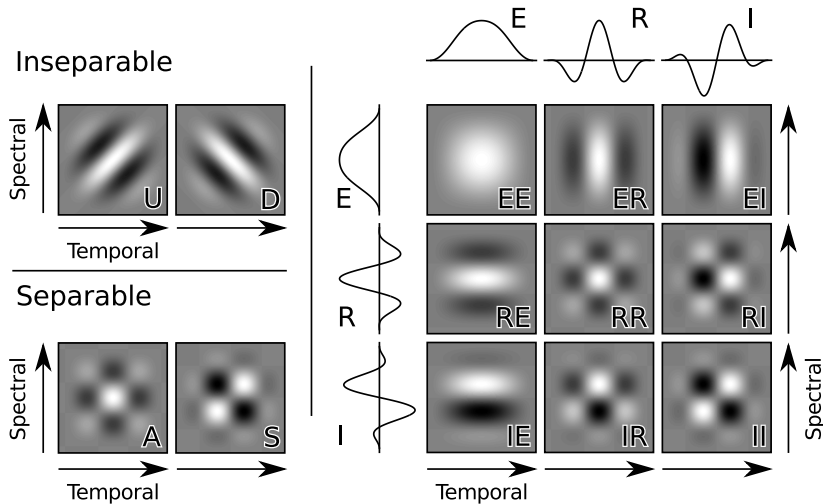 E R I
Inseparable
Spectral
U D
E
EE ER EI
Temporal
Separable
R
RE RR RI
Spectral
A S
I
IE IR II
Spectral
Temporal
Temporal